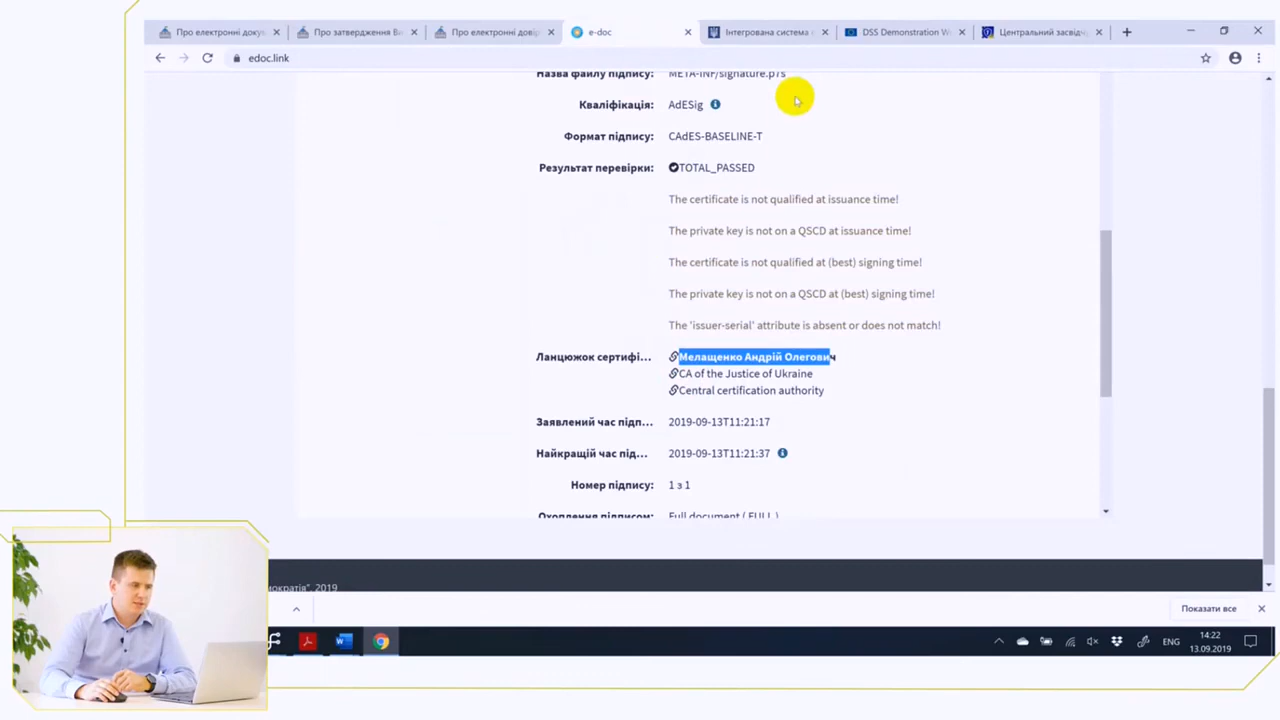 Про електронні докум
Про затвердження Ви
Про електронні довір
e-doc
Інтегрована система е
DSS Demonstration W
Центральний засвідч
edoc.link
Назва файлу підпису: META-INF/signature.p7s
Кваліфікація: AdESig
Формат підпису: CAdES-BASELINE-T
Результат перевірки: TOTAL_PASSED
The certificate is not qualified at issuance time!
The private key is not on a QSCD at issuance time!
The certificate is not qualified at (best) signing time!
The private key is not on a QSCD at (best) signing time!
The 'issuer-serial' attribute is absent or does not match!
Ланцюжок сертифі... Мелащенко Андрій Олегович
CA of the Justice of Ukraine
Central certification authority
Заявлений час підп... 2019-09-13T11:21:17
Найкращій час під... 2019-09-13T11:21:37
Номер підпису: 1 з 1
Охоплення підписом: Full document ( FULL )
мократія", 2019
Показати все
ENG
14:22
13.09.2019